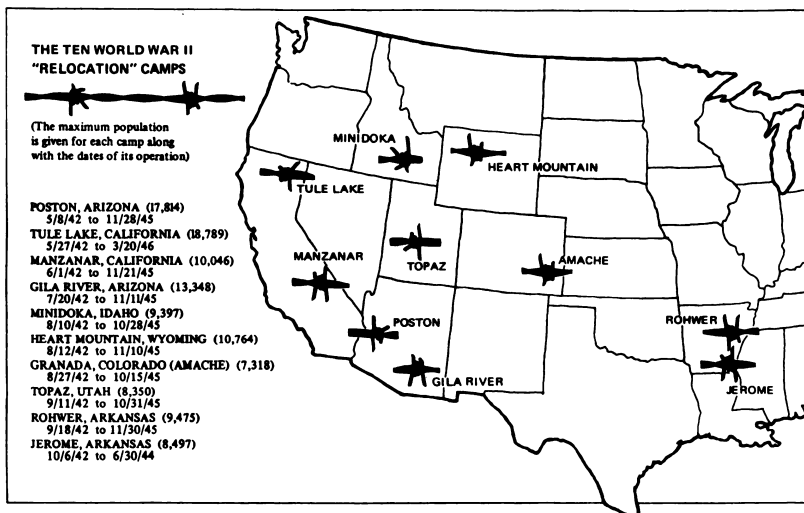 THE TEN WORLD WAR II
"RELOCATION" CAMPS
(The maximum population
is given for each camp along
with the dates of its operation)
POSTON, ARIZONA (17,814)
5/8/42 to 11/28/45
TULE LAKE, CALIFORNIA (18,789)
5/27/42 to 3/20/46
MANZANAR, CALIFORNIA (10,046)
6/1/42 to 11/21/45
GILA RIVER, ARIZONA (13,348)
7/20/42 to 11/11/45
MINIDOKA, IDAHO (9,397)
8/10/42 to 10/28/45
HEART MOUNTAIN, WYOMING (10,764)
8/12/42 to 11/10/45
GRANADA, COLORADO (AMACHE) (7,318)
8/27/42 to 10/15/45
TOPAZ, UTAH (8,350)
9/11/42 to 10/31/45
ROHWER, ARKANSAS (9,475)
9/18/42 to 11/30/45
JEROME, ARKANSAS (8,497)
10/6/42 to 6/30/44
MINIDOKA
HEART MOUNTAIN
TULE LAKE
MANZANAR
TOPAZ
AMACHE
POSTON
ROHWER
GILA RIVER
JEROME